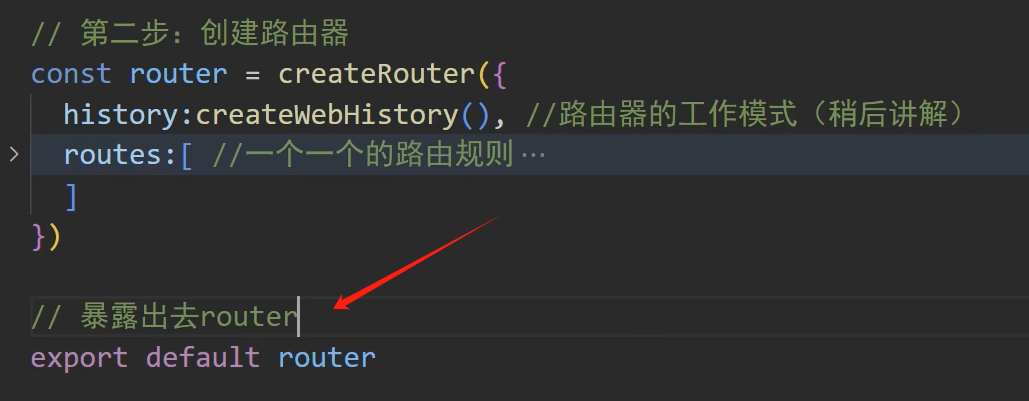 // 第二步：创建路由器
const router = createRouter({
  history:createWebHistory(), //路由器的工作模式（稍后讲解）
  routes:[ //一个一个的路由规则…
  ]
})
// 暴露出去router
export default router